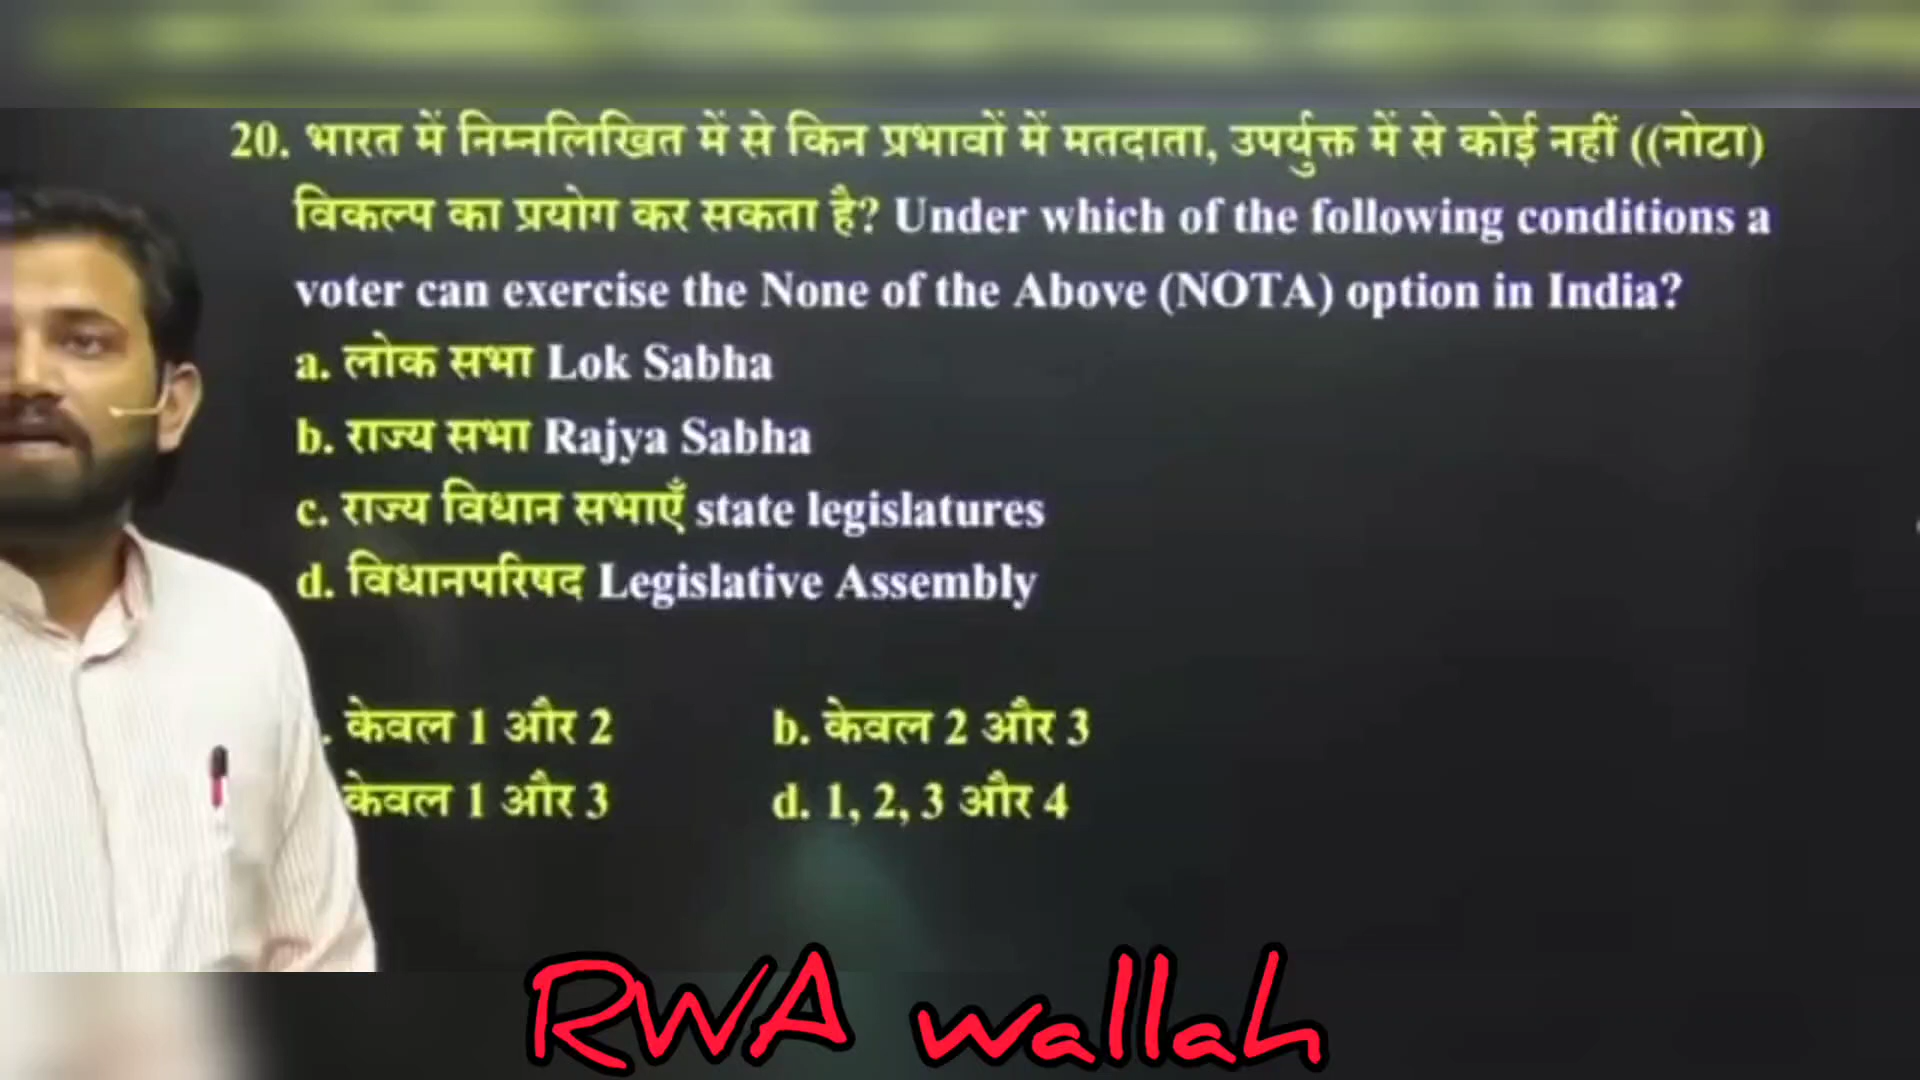 20. भारत में निम्नलिखित में से किन प्रभावों में मतदाता, उपर्युक्त में से कोई नहीं ((नोटा)
विकल्प का प्रयोग कर सकता है? Under which of the following conditions a
voter can exercise the None of the Above (NOTA) option in India?
a. लोक सभा Lok Sabha
b. राज्य सभा Rajya Sabha
c. राज्य विधान सभाएँ state legislatures
d. विधानपरिषद Legislative Assembly
. केवल 1 और 2 b. केवल 2 और 3
केवल 1 और 3 d. 1, 2, 3 और 4
RWA wallah